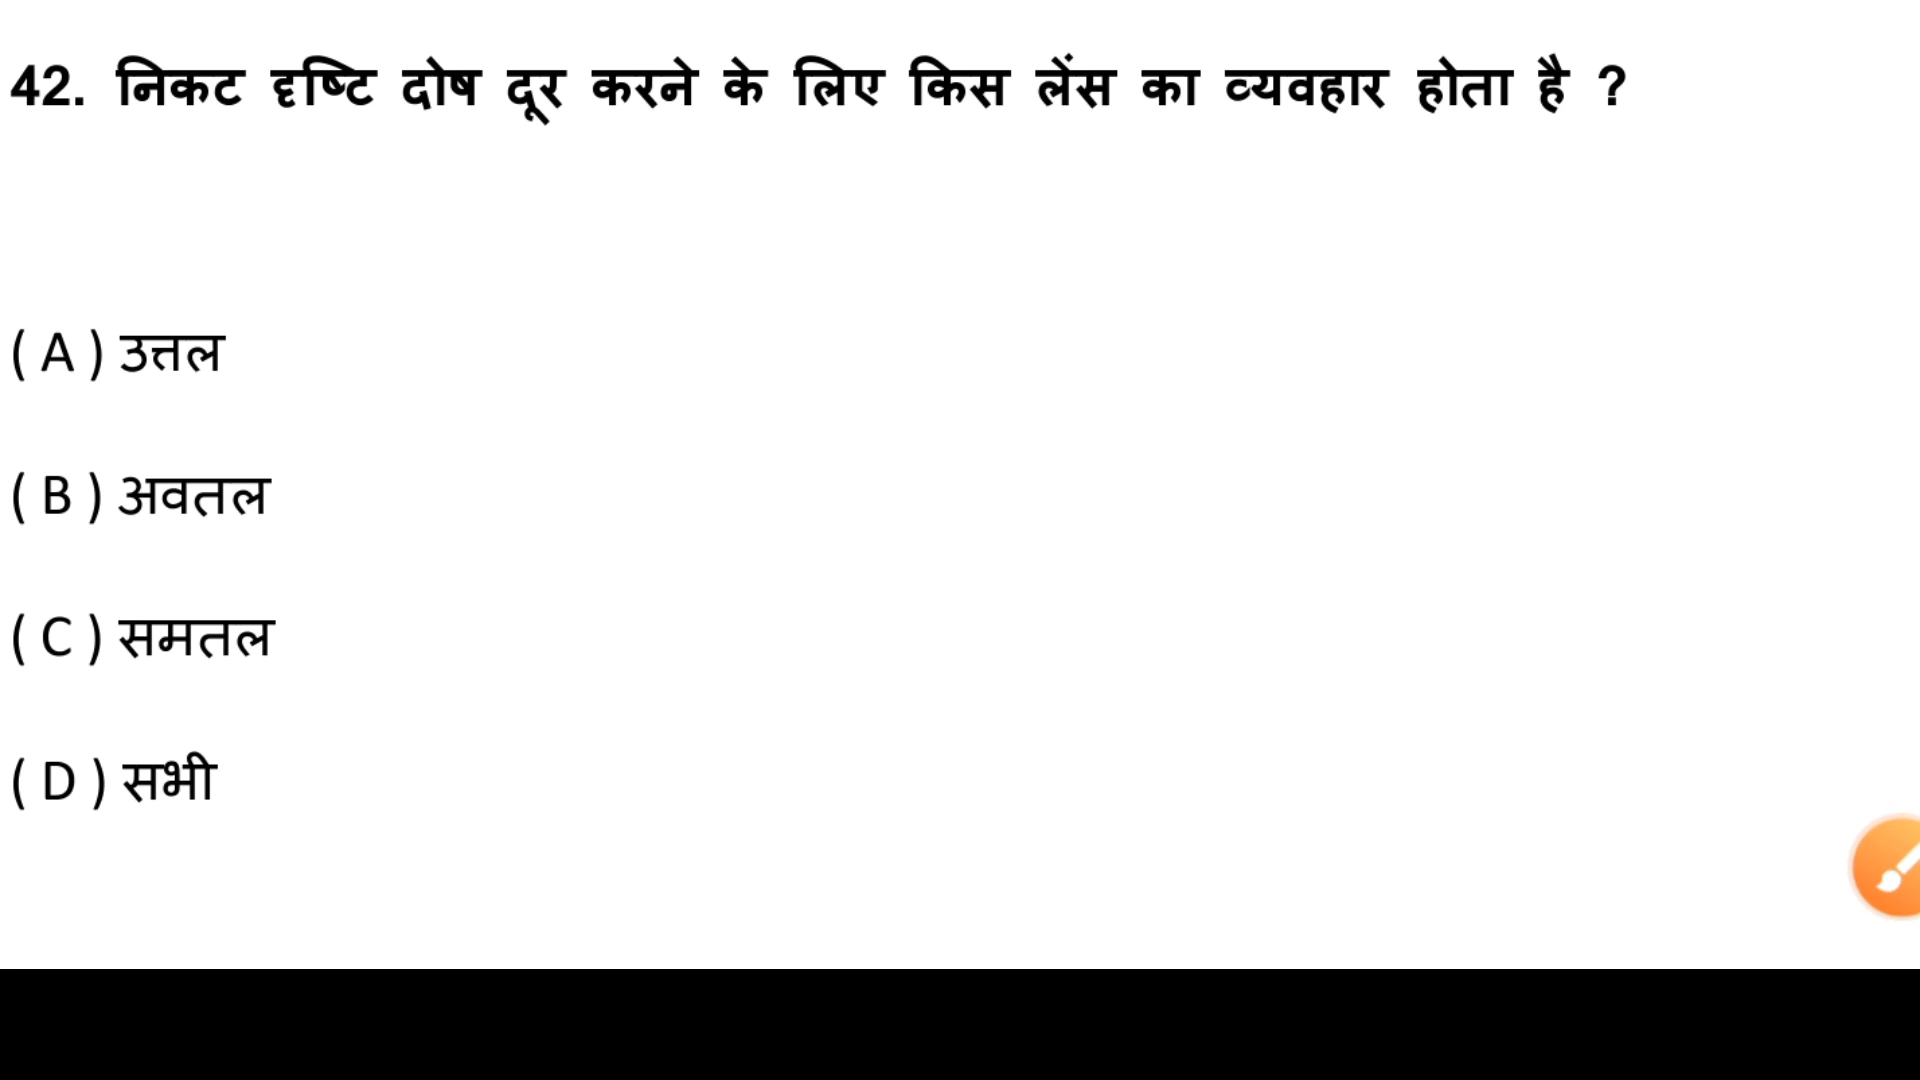 42. निकट दृष्टि दोष दूर करने के लिए किस लेंस का व्यवहार होता है ?
( A ) उत्तल
( B ) अवतल
( C ) समतल
( D ) सभी